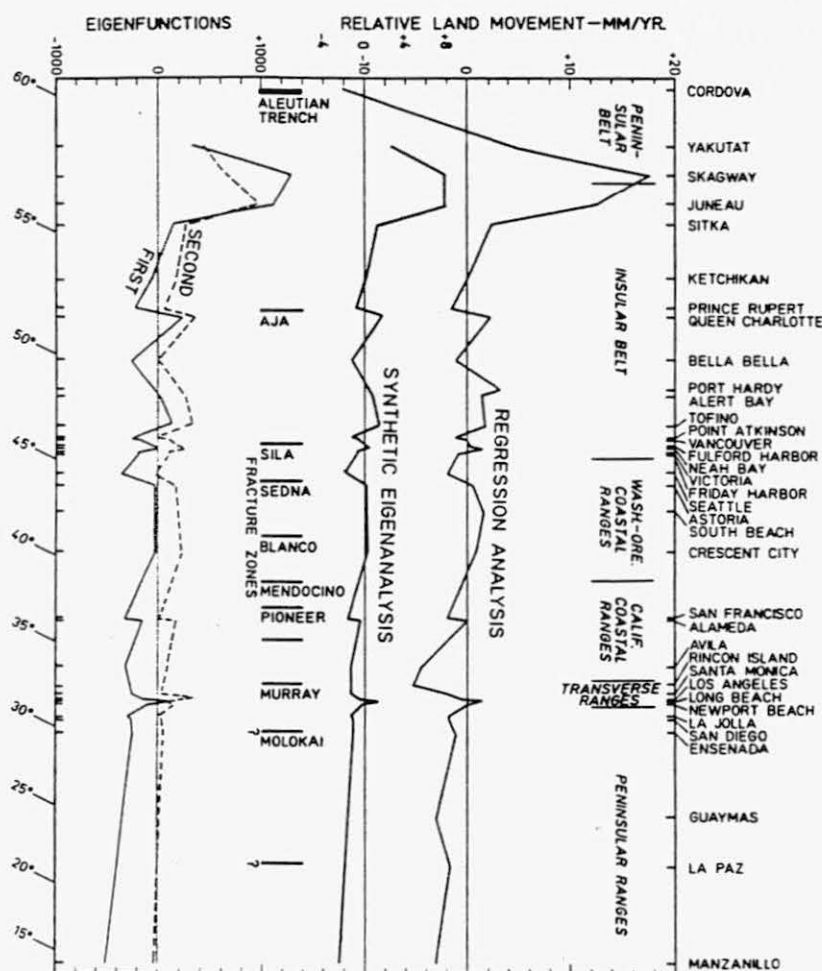 EIGENFUNCTIONS
RELATIVE LAND MOVEMENT—MM/YR.
-1000
0
+1000
-4
0
+4
+8
-10
0
+10
+20
60°
55°
50°
45°
40°
35°
30°
25°
20°
15°
FIRST
SECOND
ALEUTIAN
TRENCH
AJA
SILA
SEDNA
BLANCO
MENDOCINO
PIONEER
MURRAY
?
MOLOKAI
?
FRACTURE ZONES
SYNTHETIC EIGENANALYSIS
REGRESSION ANALYSIS
PENIN-
SULAR
BELT
INSULAR BELT
WASH-ORE.
COASTAL
RANGES
CALIF.
COASTAL
RANGES
TRANSVERSE
RANGES
PENINSULAR RANGES
CORDOVA
YAKUTAT
SKAGWAY
JUNEAU
SITKA
KETCHIKAN
PRINCE RUPERT
QUEEN CHARLOTTE
BELLA BELLA
PORT HARDY
ALERT BAY
TOFINO
POINT ATKINSON
VANCOUVER
FULFORD HARBOR
NEAH BAY
VICTORIA
FRIDAY HARBOR
SEATTLE
ASTORIA
SOUTH BEACH
CRESCENT CITY
SAN FRANCISCO
ALAMEDA
AVILA
RINCON ISLAND
SANTA MONICA
LOS ANGELES
LONG BEACH
NEWPORT BEACH
LA JOLLA
SAN DIEGO
ENSENADA
GUAYMAS
LA PAZ
MANZANILLO